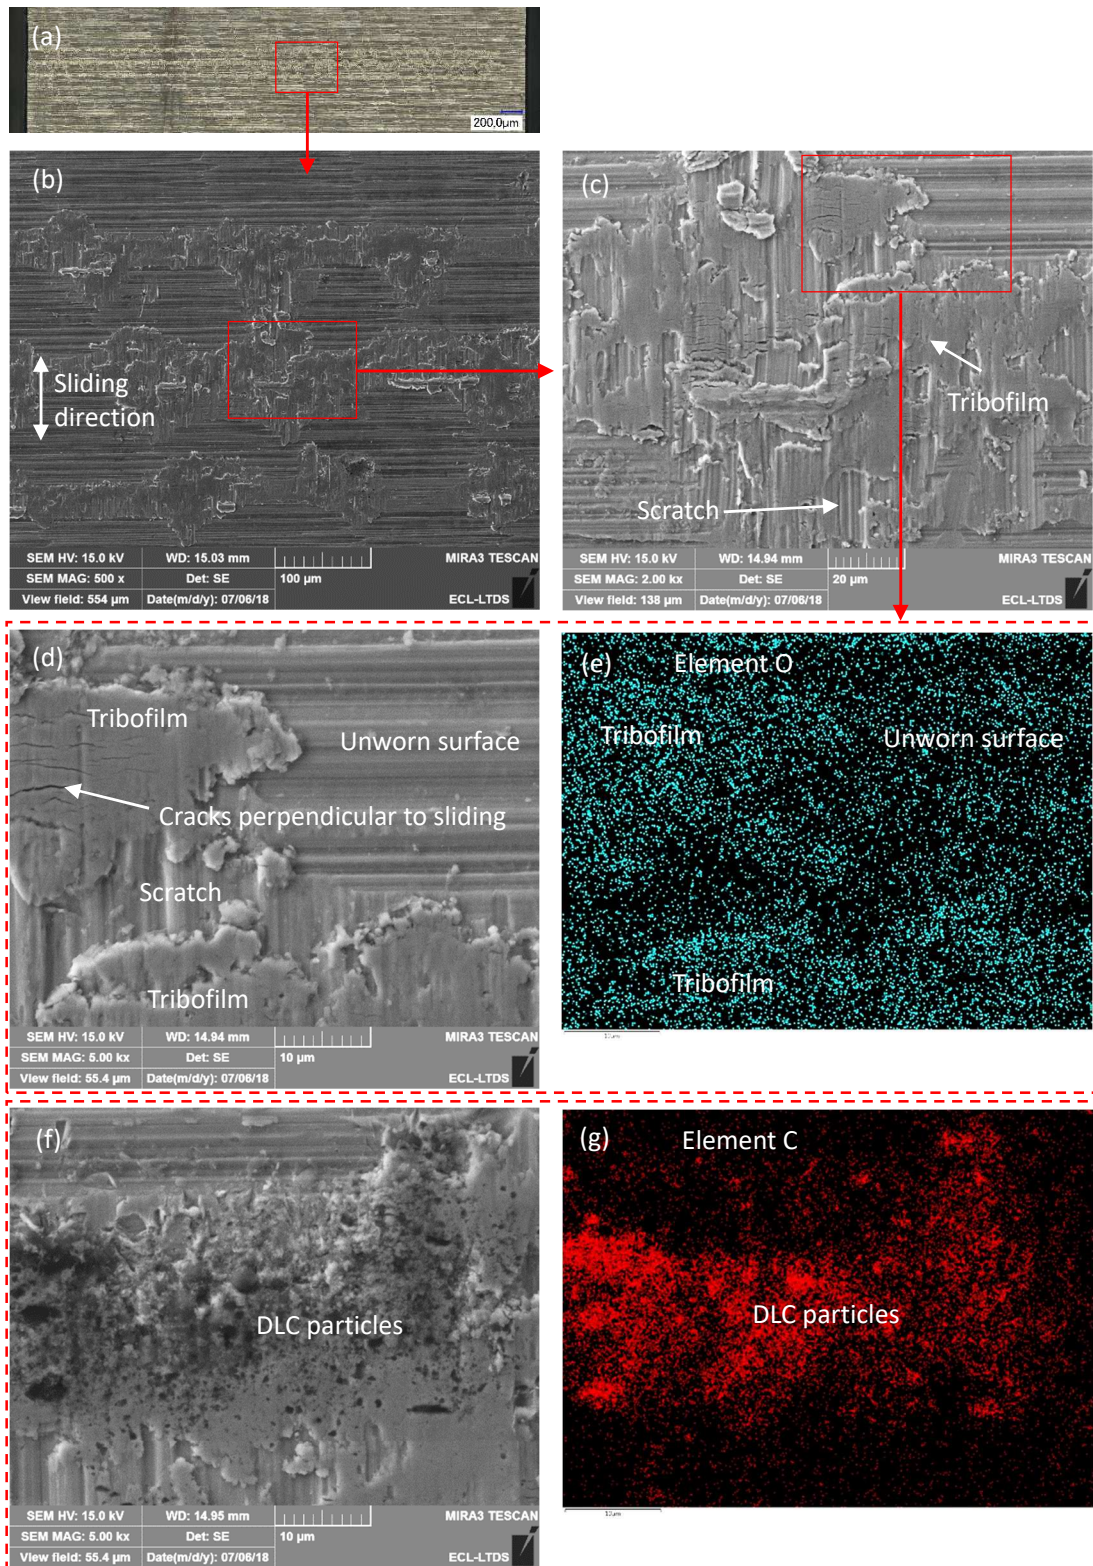 (a)
200.0μm
(b)
Sliding
direction
SEM HV: 15.0 kV WD: 15.03 mm MIRA3 TESCAN
SEM MAG: 500 x Det: SE 100 μm
View field: 554 μm Date(m/d/y): 07/06/18 ECL-LTDS
(c)
Tribofilm
Scratch
SEM HV: 15.0 kV WD: 14.94 mm MIRA3 TESCAN
SEM MAG: 2.00 kx Det: SE 20 μm
View field: 138 μm Date(m/d/y): 07/06/18 ECL-LTDS
(d)
Tribofilm
Unworn surface
Cracks perpendicular to sliding
Scratch
Tribofilm
SEM HV: 15.0 kV WD: 14.94 mm MIRA3 TESCAN
SEM MAG: 5.00 kx Det: SE 10 μm
View field: 55.4 μm Date(m/d/y): 07/06/18 ECL-LTDS
(e)
Element O
Tribofilm
Unworn surface
Tribofilm
12μm
(f)
DLC particles
SEM HV: 15.0 kV WD: 14.95 mm MIRA3 TESCAN
SEM MAG: 5.00 kx Det: SE 10 μm
View field: 55.4 μm Date(m/d/y): 07/06/18 ECL-LTDS
(g)
Element C
DLC particles
12μm